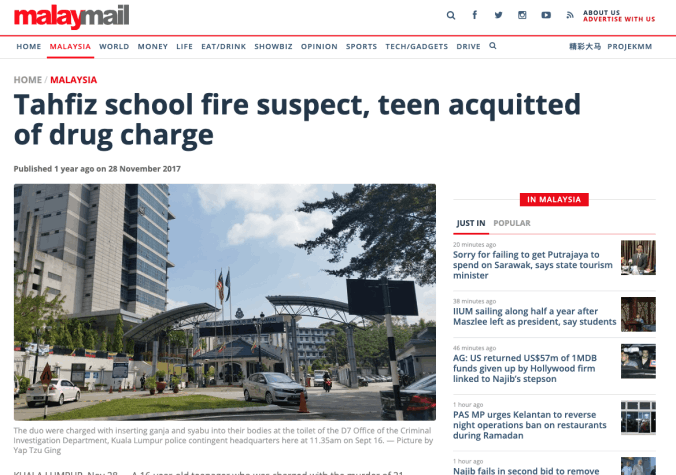 malaymail
ABOUT US
ADVERTISE WITH US
HOME MALAYSIA WORLD MONEY LIFE EAT/DRINK SHOWBIZ OPINION SPORTS TECH/GADGETS DRIVE 精彩大马 PROJEKMM
HOME / MALAYSIA
Tahfiz school fire suspect, teen acquitted
of drug charge
Published 1 year ago on 28 November 2017
IN MALAYSIA
JUST IN POPULAR
20 minutes ago
Sorry for failing to get Putrajaya to
spend on Sarawak, says state tourism
minister
38 minutes ago
IIUM sailing along half a year after
Maszlee left as president, say students
46 minutes ago
AG: US returned US$57m of 1MDB
funds given up by Hollywood firm
linked to Najib's stepson
1 hour ago
PAS MP urges Kelantan to reverse
night operations ban on restaurants
during Ramadan
1 hour ago
Najib fails in second bid to remove
The duo were charged with inserting ganja and syabu into their bodies at the toilet of the D7 Office of the Criminal
Investigation Department, Kuala Lumpur police contingent headquarters here at 11.35am on Sept 16. — Picture by
Yap Tzu Ging
KUALA LUMPUR, Nov 28 — A 16-year-old teenager who was charged with the murder of 21